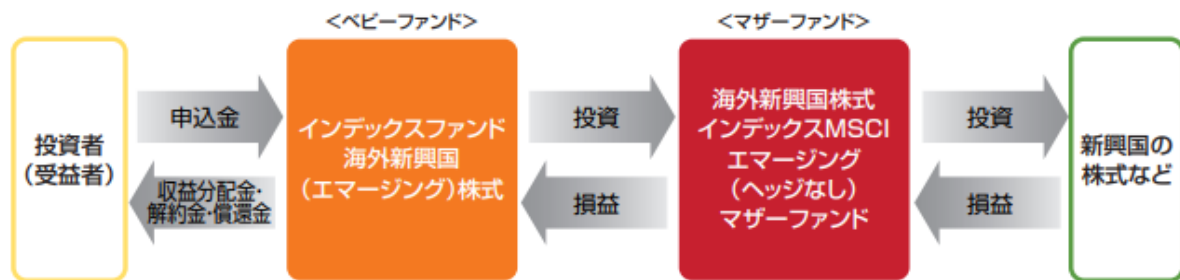 <ベビーファンド>
<マザーファンド>
投資者
(受益者)
申込金
収益分配金・
解約金・償還金
インデックスファンド
海外新興国
(エマージング)株式
投資
損益
海外新興国株式
インデックスMSCI
エマージング
(ヘッジなし)
マザーファンド
投資
損益
新興国の
株式など